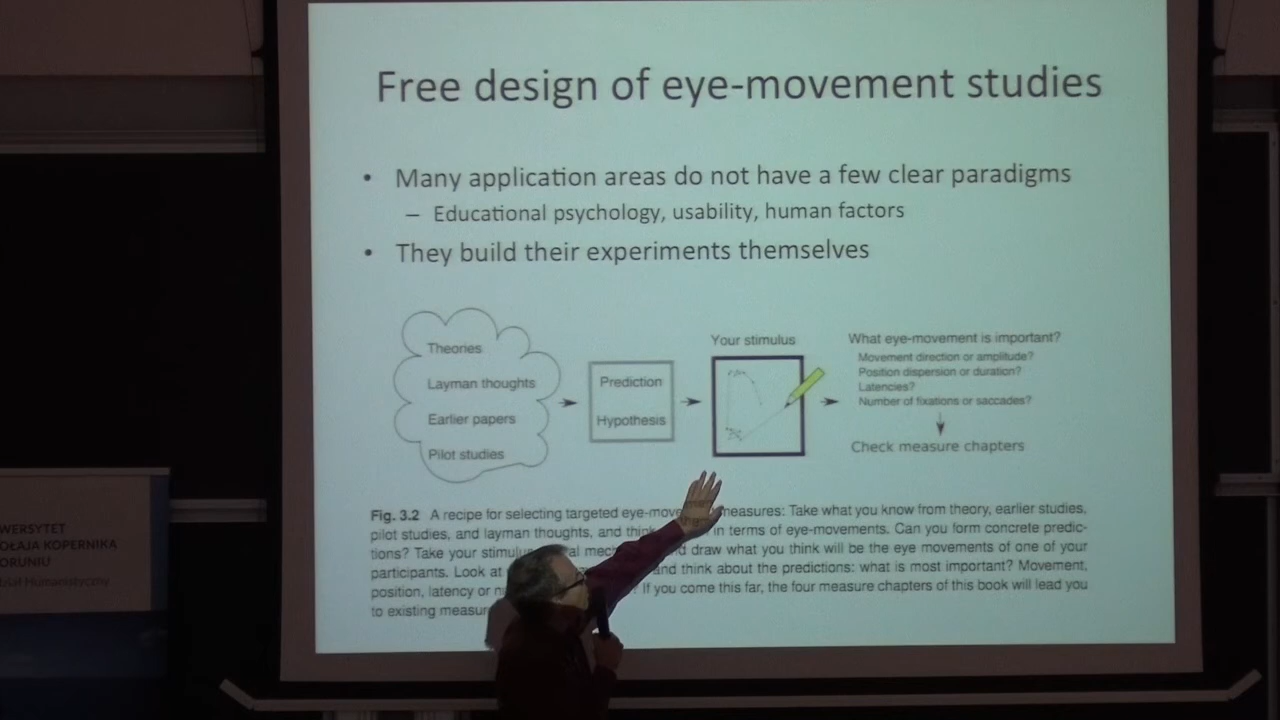 Free design of eye-movement studies
• Many application areas do not have a few clear paradigms
– Educational psychology, usability, human factors
• They build their experiments themselves
Theories
Layman thoughts
Earlier papers
Pilot studies
Prediction
Hypothesis
Your stimulus
What eye-movement is important?
Movement direction or amplitude?
Position dispersion or duration?
Latencies?
Number of fixations or saccades?
Check measure chapters
Fig. 3.2 A recipe for selecting targeted eye-move measures: Take what you know from theory, earlier studies,
pilot studies, and layman thoughts, and think in terms of eye-movements. Can you form concrete predic-
tions? Take your stimulus draw what you think will be the eye movements of one of your
participants. Look at and think about the predictions: what is most important? Movement,
position, latency or If you come this far, the four measure chapters of this book will lead you
to existing measur
WERSYTET
OŁAJA KOPERNIKA
ORUNIU
dział Humanistyczny